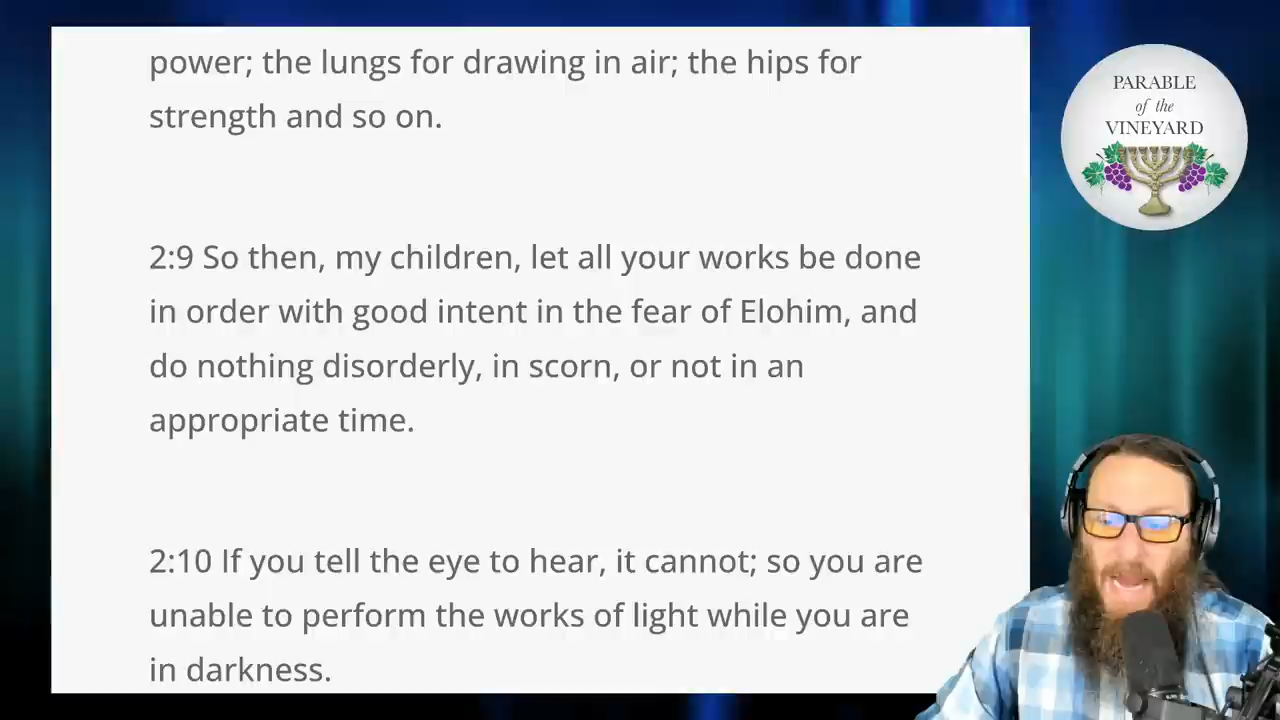 power; the lungs for drawing in air; the hips for
strength and so on.
2:9 So then, my children, let all your works be done
in order with good intent in the fear of Elohim, and
do nothing disorderly, in scorn, or not in an
appropriate time.
2:10 If you tell the eye to hear, it cannot; so you are
unable to perform the works of light while you are
in darkness.
PARABLE
of the
VINEYARD